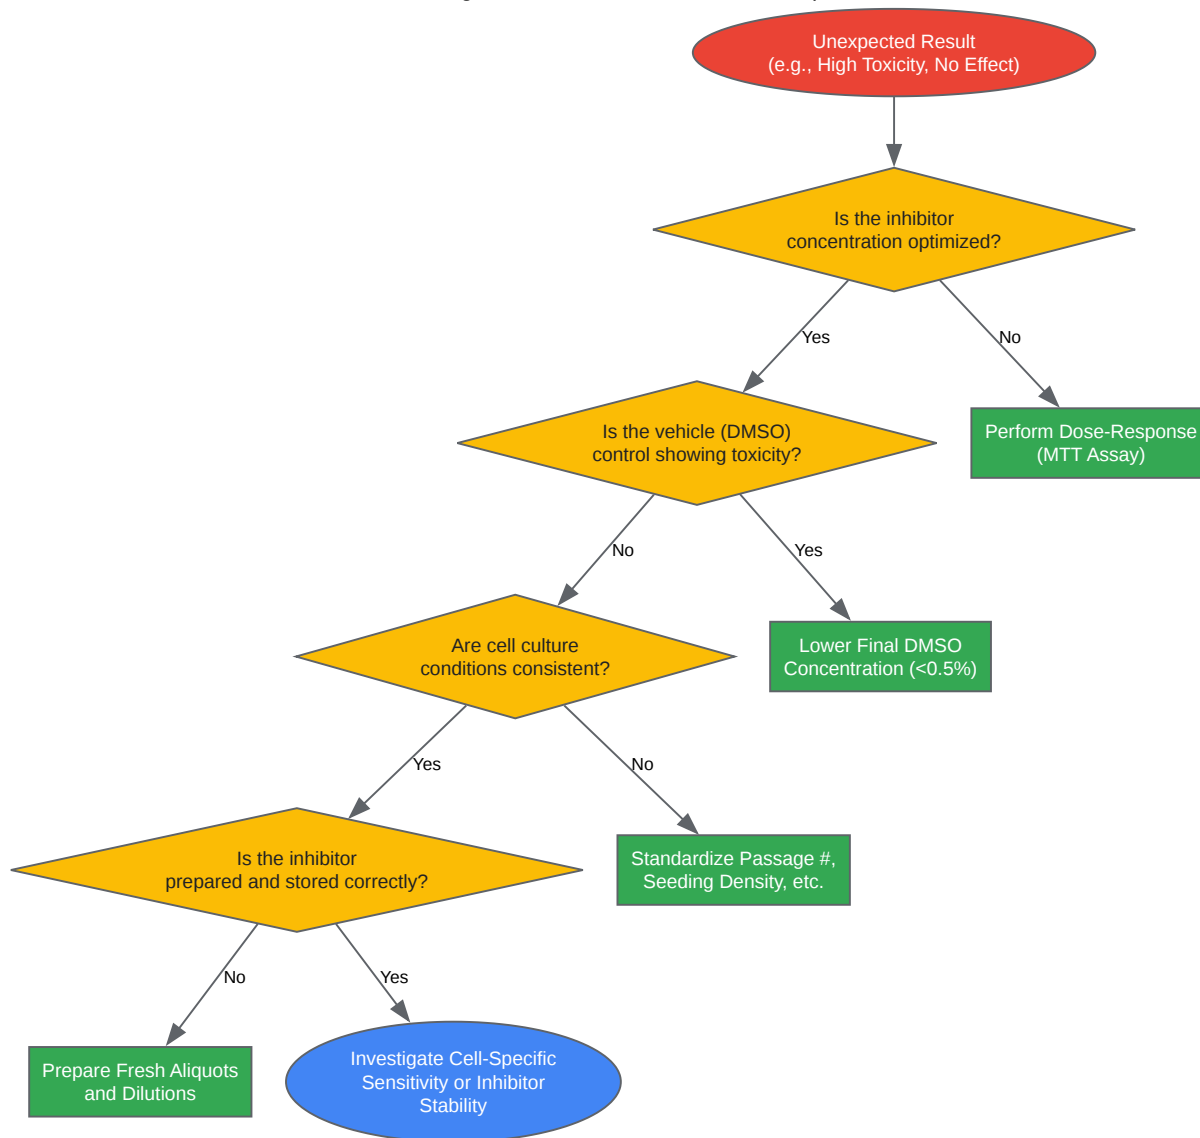 Unexpected Result
(e.g., High Toxicity, No Effect)
Is the inhibitor
concentration optimized?
Yes
No
Is the vehicle (DMSO)
control showing toxicity?
Perform Dose-Response
(MTT Assay)
No
Yes
Are cell culture
conditions consistent?
Lower Final DMSO
Concentration (<0.5%)
Yes
No
Is the inhibitor
prepared and stored correctly?
Standardize Passage #,
Seeding Density, etc.
No
Yes
Prepare Fresh Aliquots
and Dilutions
Investigate Cell-Specific
Sensitivity or Inhibitor
Stability